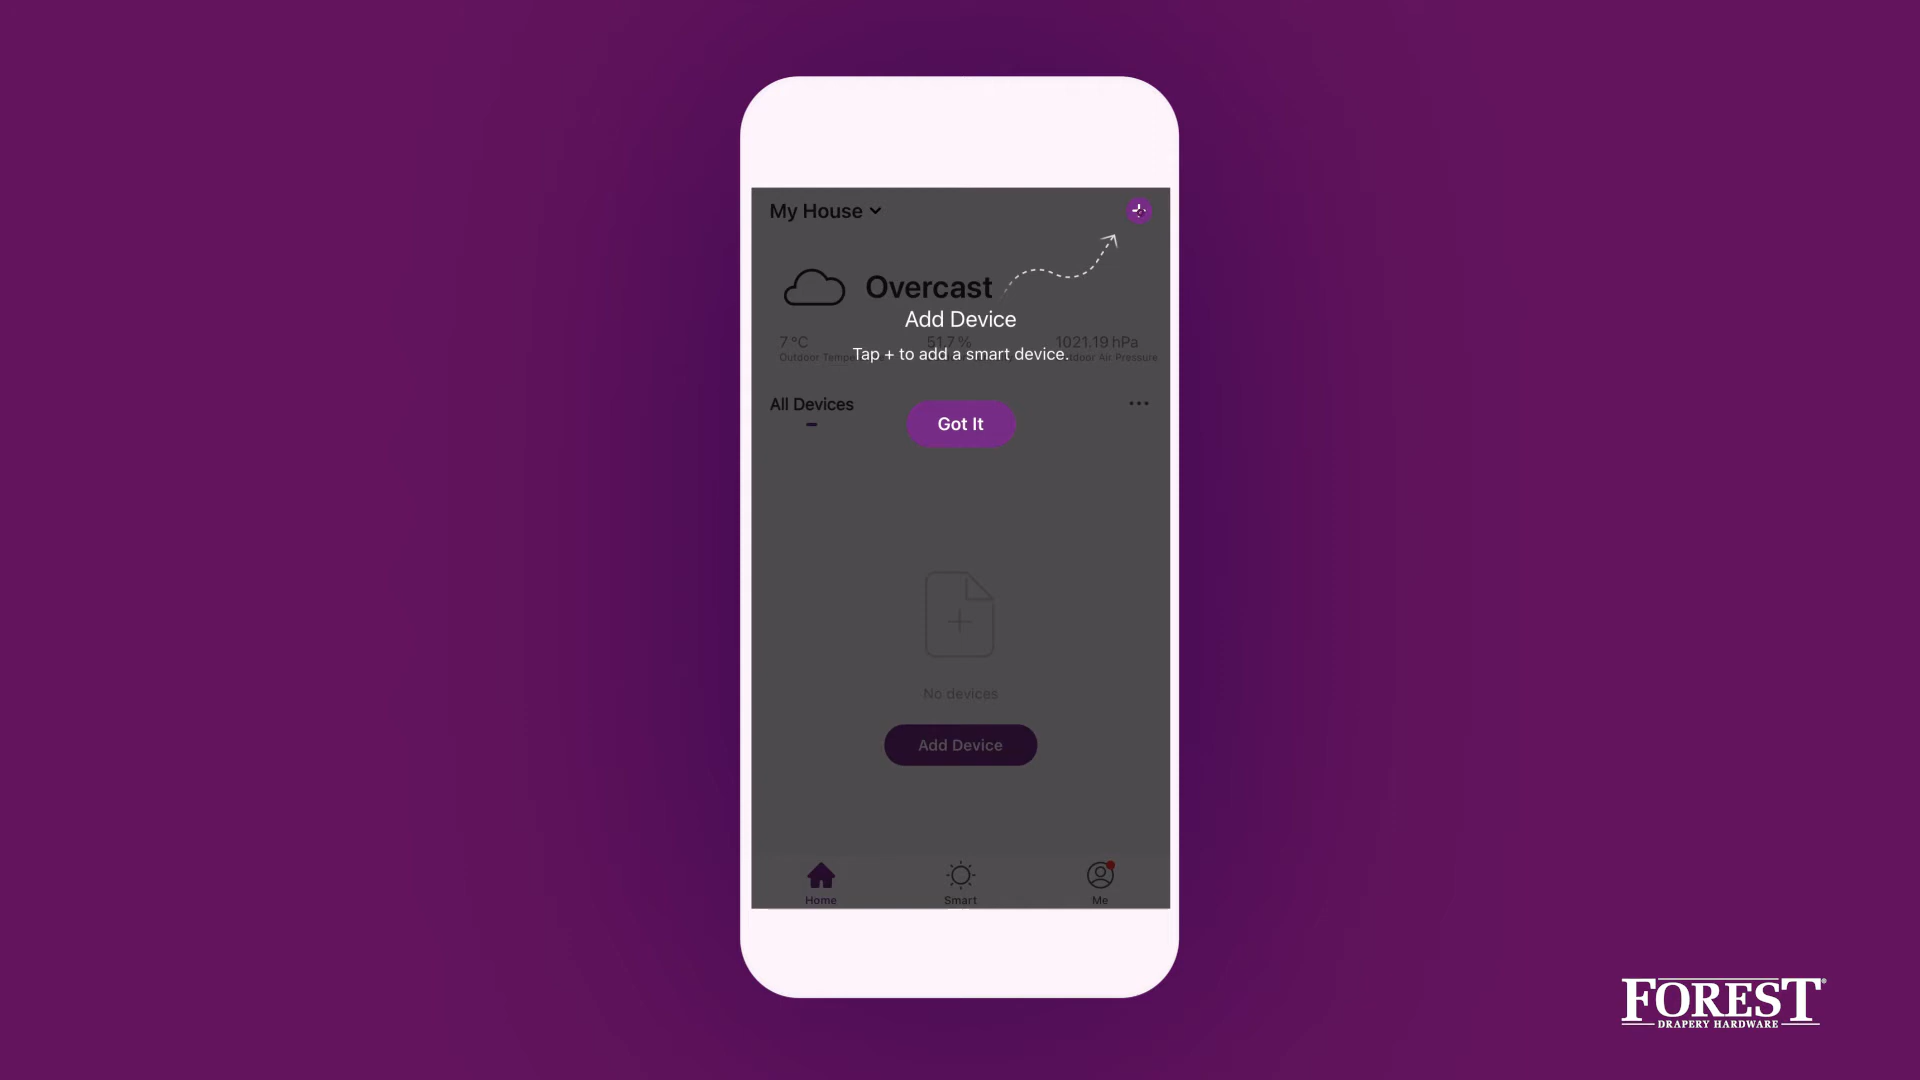 My House
Overcast
Add Device
7 °C
51.7 %
1021.19 hPa
Outdoor Tempe
Tap + to add a smart device.
tdoor Air Pressure
All Devices
Got It
No devices
Add Device
Home
Smart
Me
FOREST®
DRAPERY HARDWARE